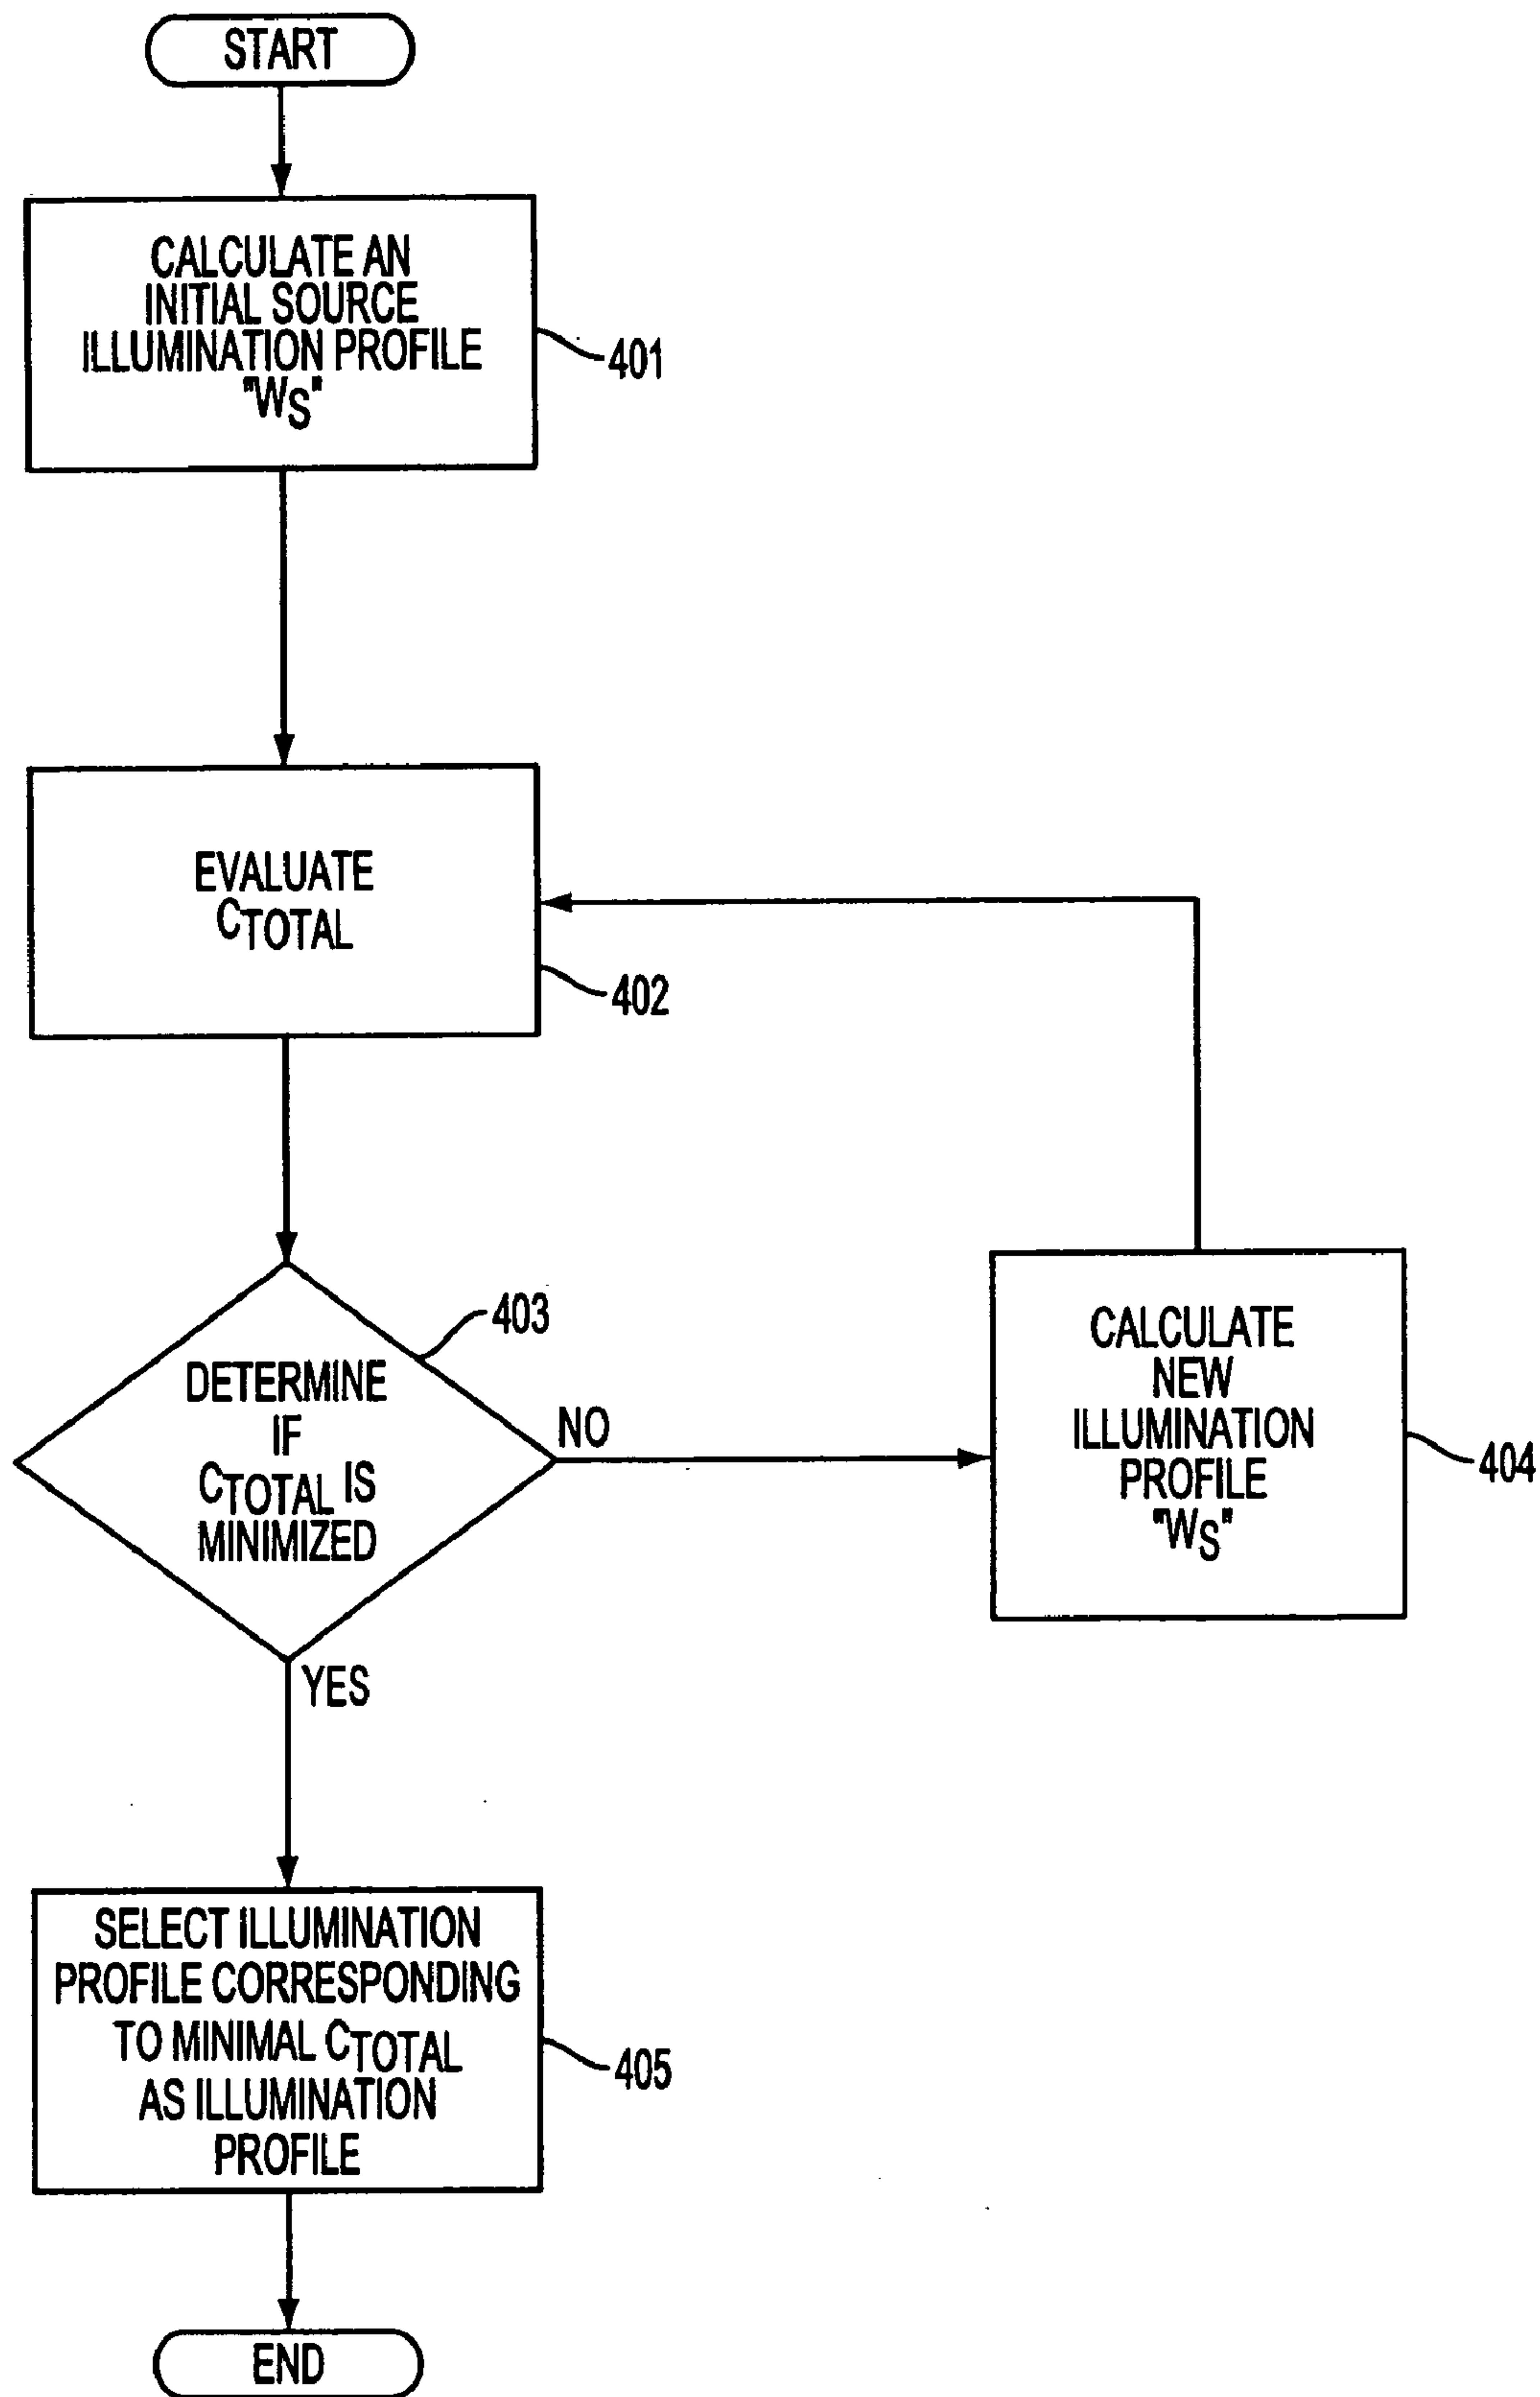 START
CALCULATE AN
INITIAL SOURCE
ILLUMINATION PROFILE
"WS"
401
EVALUATE
CTOTAL
402
403
DETERMINE
IF
CTOTAL IS
MINIMIZED
NO
CALCULATE
NEW
ILLUMINATION
PROFILE
"WS"
404
YES
SELECT ILLUMINATION
PROFILE CORRESPONDING
TO MINIMAL CTOTAL
AS ILLUMINATION
PROFILE
405
END